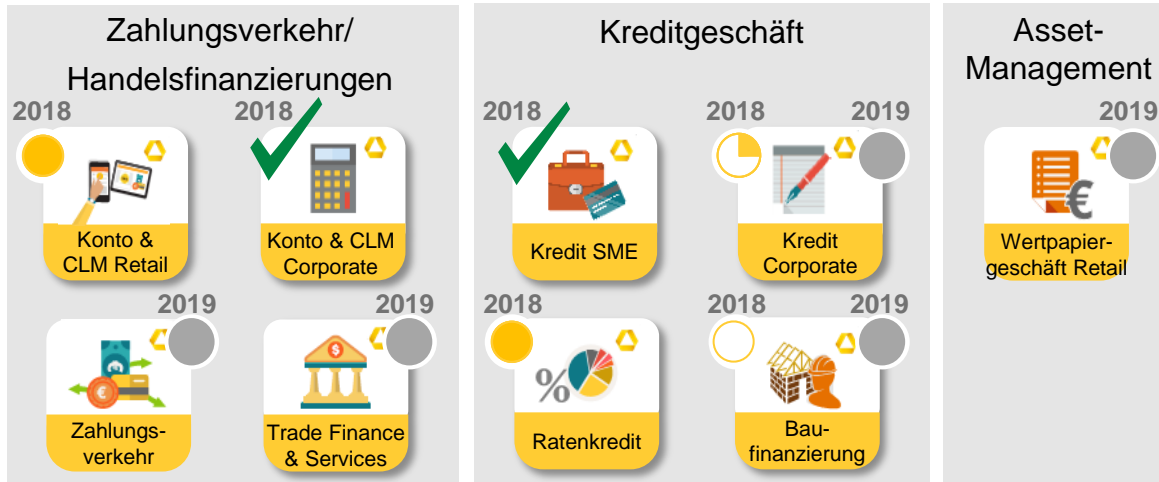 Zahlungsverkehr/
Handelsfinanzierungen
2018
2018
Konto &
CLM Retail
Konto & CLM
Corporate
2019
2019
€
$
Zahlungs-
verkehr
Trade Finance
& Services
Kreditgeschäft
2018
2018
2019
Kredit SME
Kredit
Corporate
2018
2018
2019
%
Ratenkredit
Bau-
finanzierung
Asset-
Management
2019
€
Wertpapier-
geschäft Retail